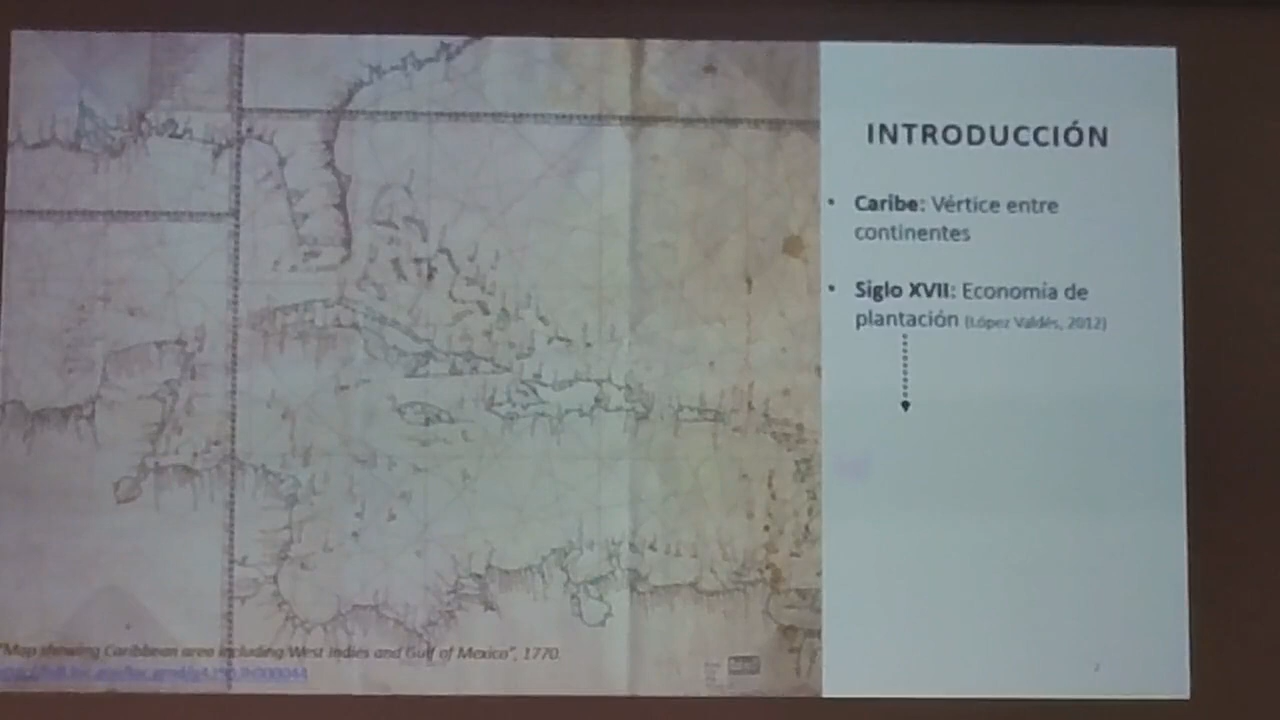 INTRODUCCIÓN
• Caribe: Vértice entre
continentes
• Siglo XVII: Economía de
plantación (López Valdés, 2012)
"Map showing Caribbean area including West Indies and Gulf of Mexico", 1770.